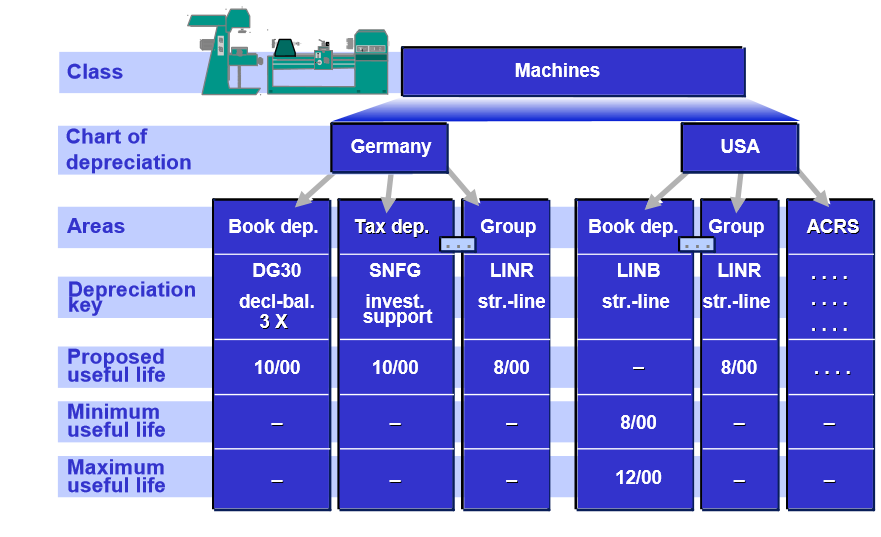 Class
Machines
Chart of
depreciation
Germany
USA
Areas
Book dep.
Tax dep.
Group
Book dep.
Group
ACRS
. . .
. . .
Depreciation
key
DG30
decl-bal.
3 X
SNFG
invest.
support
LINR
str.-line
LINB
str.-line
LINR
str.-line
. . . .
. . . .
. . . .
Proposed
useful life
10/00
10/00
8/00
–
8/00
. . . .
Minimum
useful life
–
–
–
8/00
–
–
Maximum
useful life
–
–
–
12/00
–
–